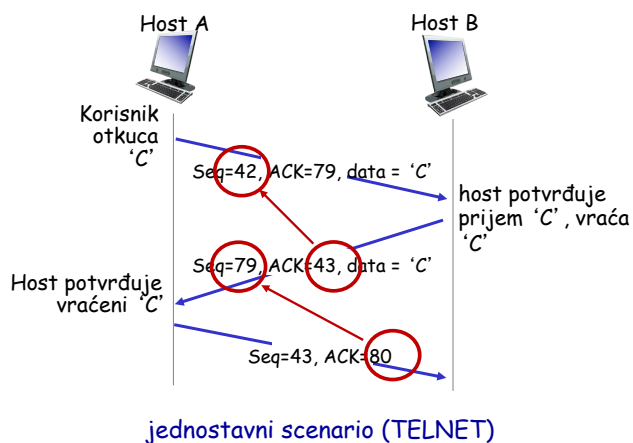 Host A
Host B
Korisnik
otkuca
‘C’
Seq=42, ACK=79, data = ‘C’
host potvrđuje
prijem ‘C’ , vraća
‘C’
Seq=79, ACK=43, data = ‘C’
Host potvrđuje
vraćeni ‘C’
Seq=43, ACK=80
jednostavni scenario (TELNET)